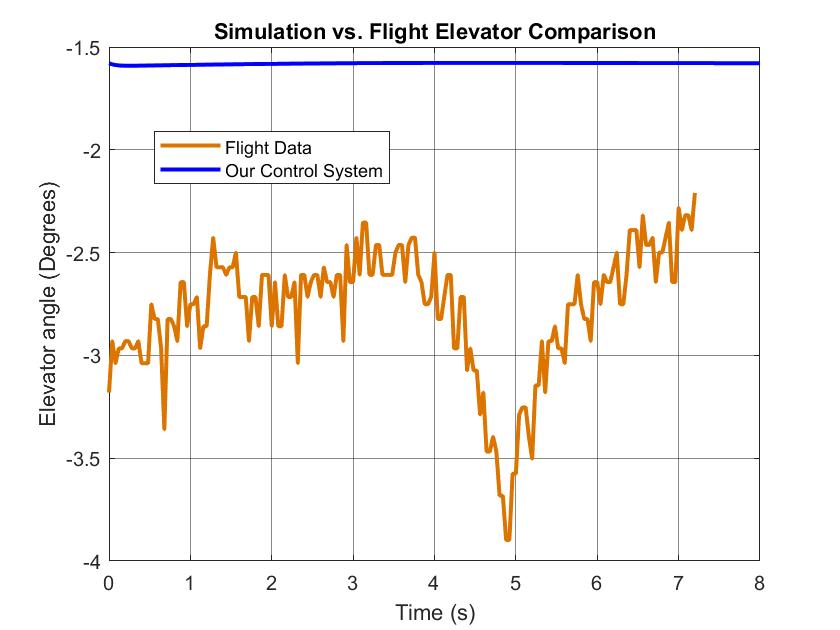 Simulation vs. Flight Elevator Comparison
-1.5
-2
-2.5
-3
-3.5
-4
Elevator angle (Degrees)
Flight Data
Our Control System
0 1 2 3 4 5 6 7 8
Time (s)